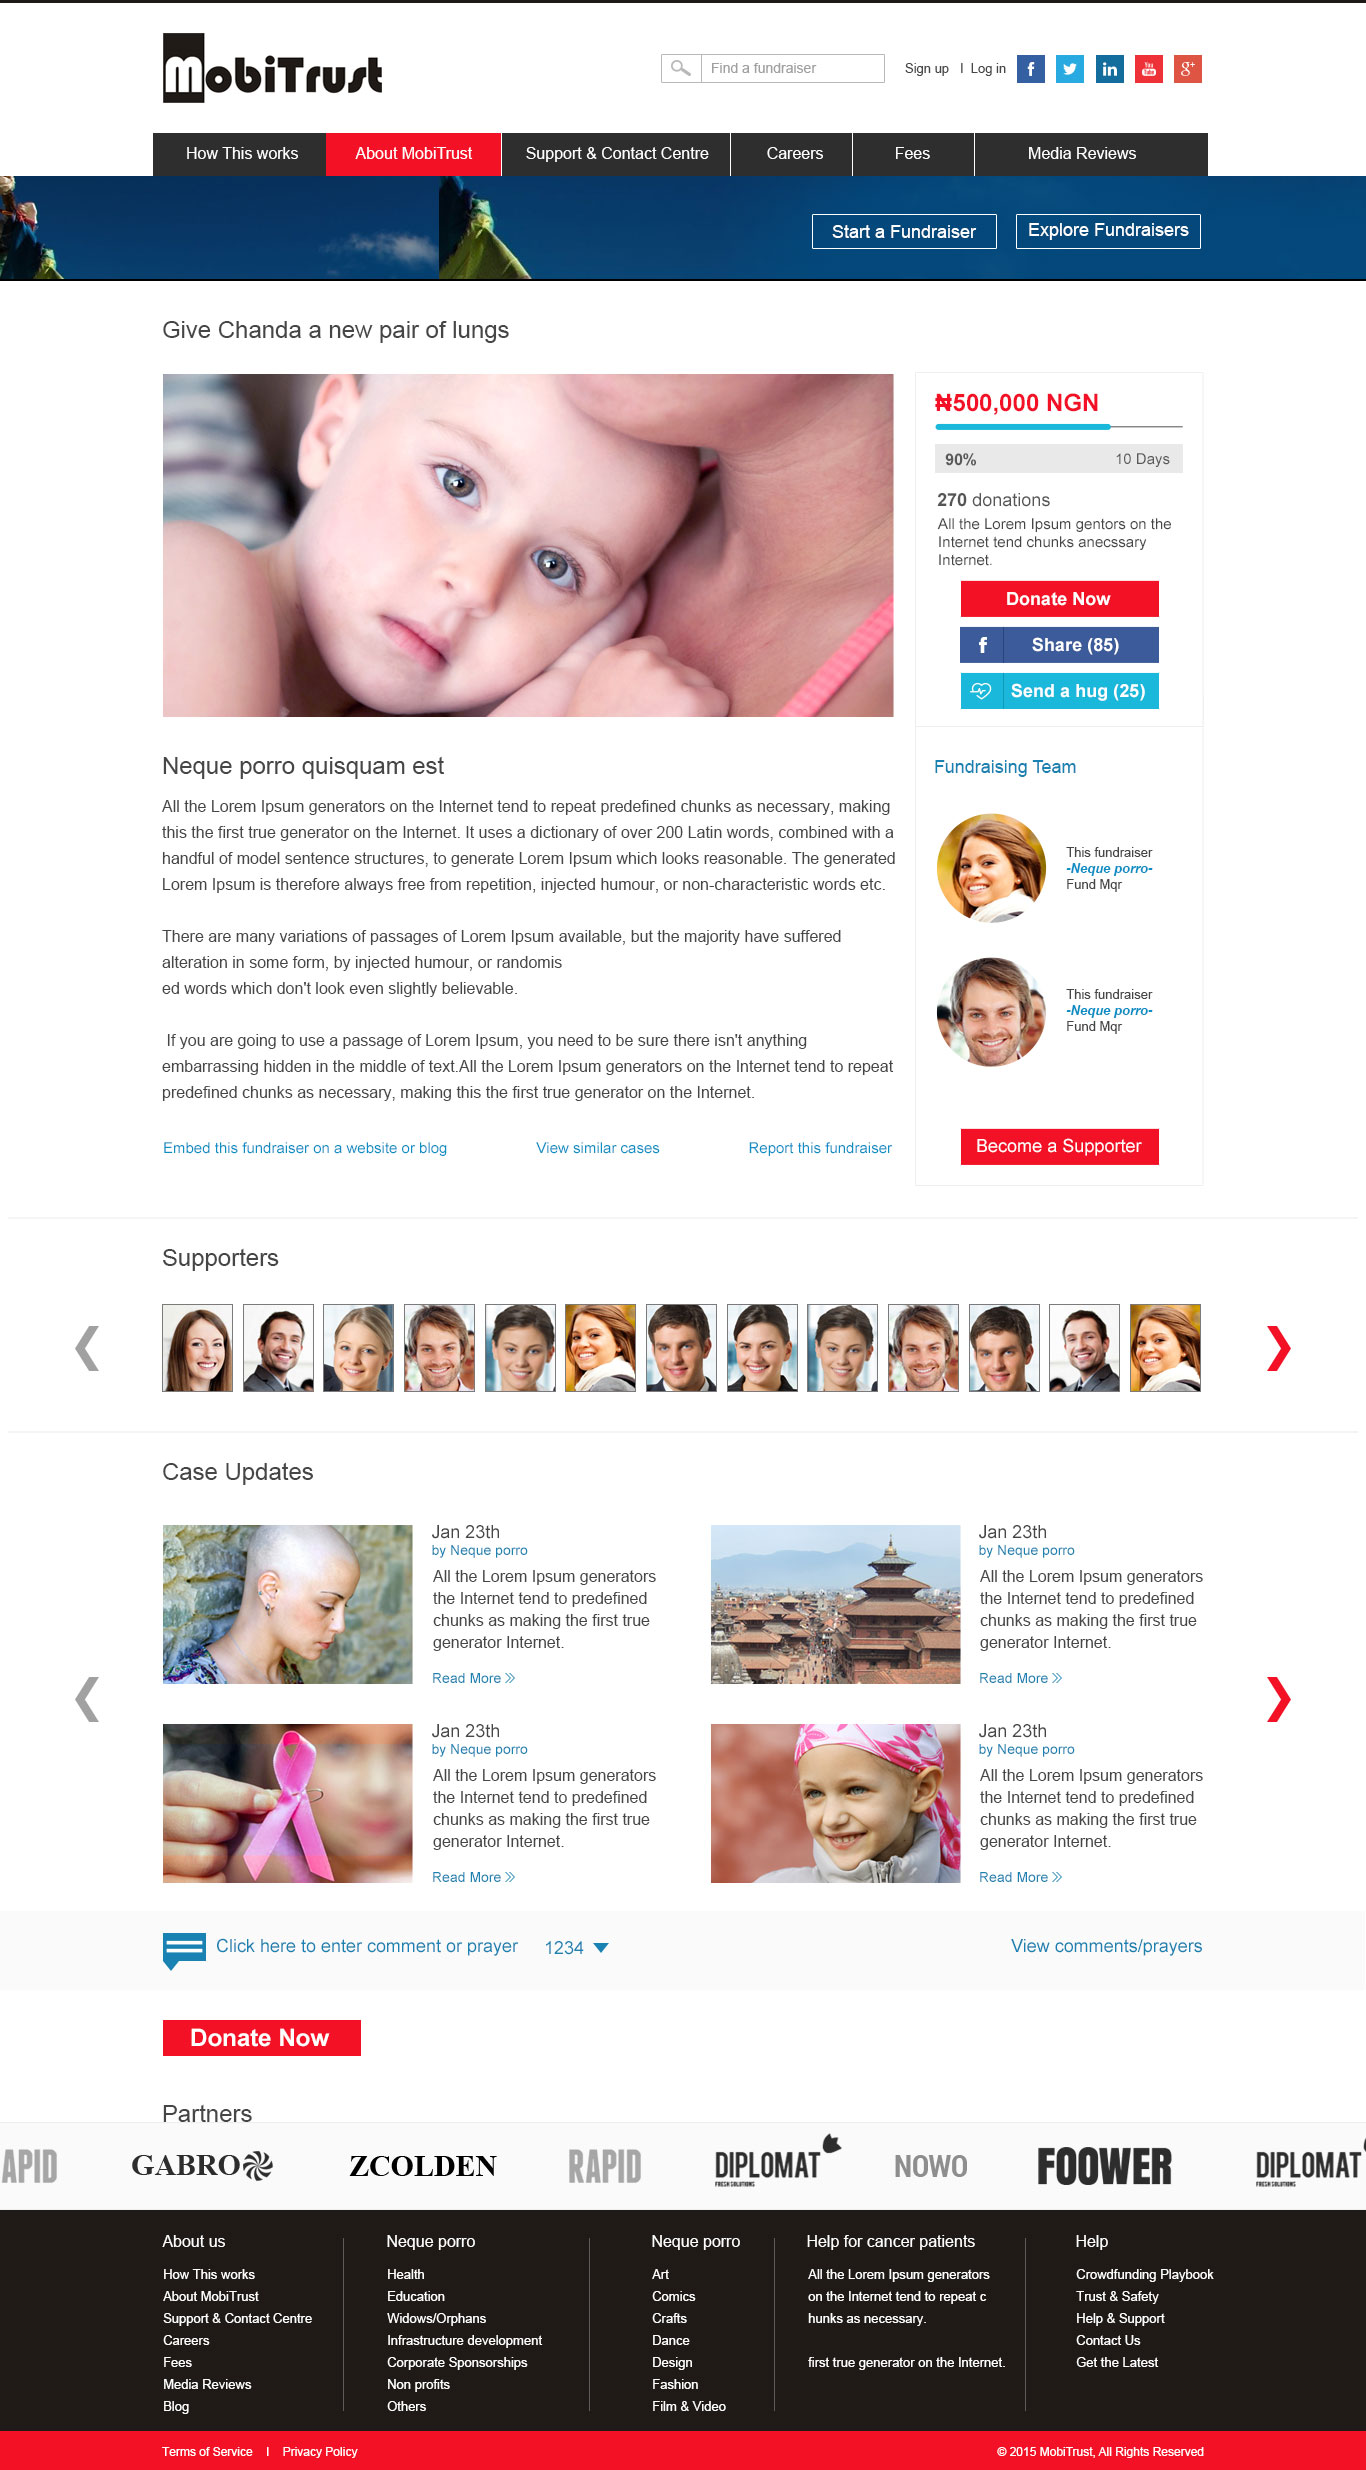 MobiTrust
Find a fundraiser
Sign up | Log in
How This works
About MobiTrust
Support & Contact Centre
Careers
Fees
Media Reviews
Start a Fundraiser
Explore Fundraisers
Give Chanda a new pair of lungs
₦500,000 NGN
90% 10 Days
270 donations
All the Lorem Ipsum gentors on the
Internet tend chunks anecssary
Internet.
Donate Now
Share (85)
Send a hug (25)
Neque porro quisquam est
All the Lorem Ipsum generators on the Internet tend to repeat predefined chunks as necessary, making
this the first true generator on the Internet. It uses a dictionary of over 200 Latin words, combined with a
handful of model sentence structures, to generate Lorem Ipsum which looks reasonable. The generated
Lorem Ipsum is therefore always free from repetition, injected humour, or non-characteristic words etc.
There are many variations of passages of Lorem Ipsum available, but the majority have suffered
alteration in some form, by injected humour, or randomis
ed words which don't look even slightly believable.
If you are going to use a passage of Lorem Ipsum, you need to be sure there isn't anything
embarrassing hidden in the middle of text.All the Lorem Ipsum generators on the Internet tend to repeat
predefined chunks as necessary, making this the first true generator on the Internet.
Embed this fundraiser on a website or blog
View similar cases
Report this fundraiser
Fundraising Team
This fundraiser
-Neque porro-
Fund Mqr
This fundraiser
-Neque porro-
Fund Mqr
Become a Supporter
Supporters
Case Updates
Jan 23th
by Neque porro
All the Lorem Ipsum generators
the Internet tend to predefined
chunks as making the first true
generator Internet.
Read More
Jan 23th
by Neque porro
All the Lorem Ipsum generators
the Internet tend to predefined
chunks as making the first true
generator Internet.
Read More
Jan 23th
by Neque porro
All the Lorem Ipsum generators
the Internet tend to predefined
chunks as making the first true
generator Internet.
Read More
Jan 23th
by Neque porro
All the Lorem Ipsum generators
the Internet tend to predefined
chunks as making the first true
generator Internet.
Read More
Click here to enter comment or prayer 1234
View comments/prayers
Donate Now
Partners
APID
GABRO
ZCOLDEN
RAPID
DIPLOMAT
FRESH SOLUTIONS
NOWO
FOOWER
DIPLOMAT
FRESH SOLUTIONS
About us
How This works
About MobiTrust
Support & Contact Centre
Careers
Fees
Media Reviews
Blog
Neque porro
Health
Education
Widows/Orphans
Infrastructure development
Corporate Sponsorships
Non profits
Others
Neque porro
Art
Comics
Crafts
Dance
Design
Fashion
Film & Video
Help for cancer patients
All the Lorem Ipsum generators
on the Internet tend to repeat c
hunks as necessary.
first true generator on the Internet.
Help
Crowdfunding Playbook
Trust & Safety
Help & Support
Contact Us
Get the Latest
Terms of Service | Privacy Policy
© 2015 MobiTrust, All Rights Reserved